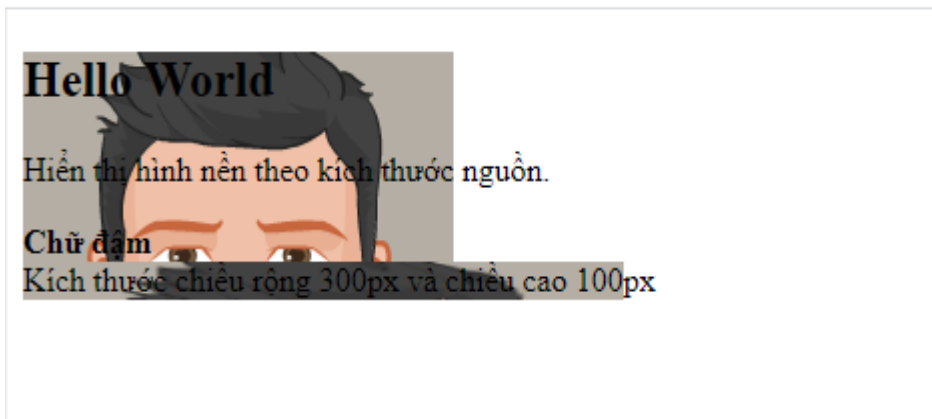 Hello World
Hiển thị hình nền theo kích thước nguồn.
Chữ đậm
Kích thước chiều rộng 300px và chiều cao 100px